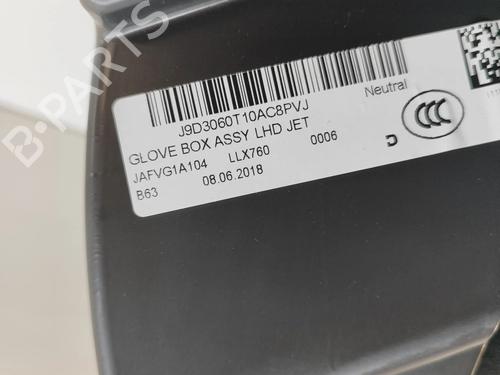 B-PARTS
J9D3060T10AC8PVJ
Neutral
GLOVE BOX ASSY LHD JET
JAFVG1A104 LLX760 0006
B63 08.06.2018 D
CCC